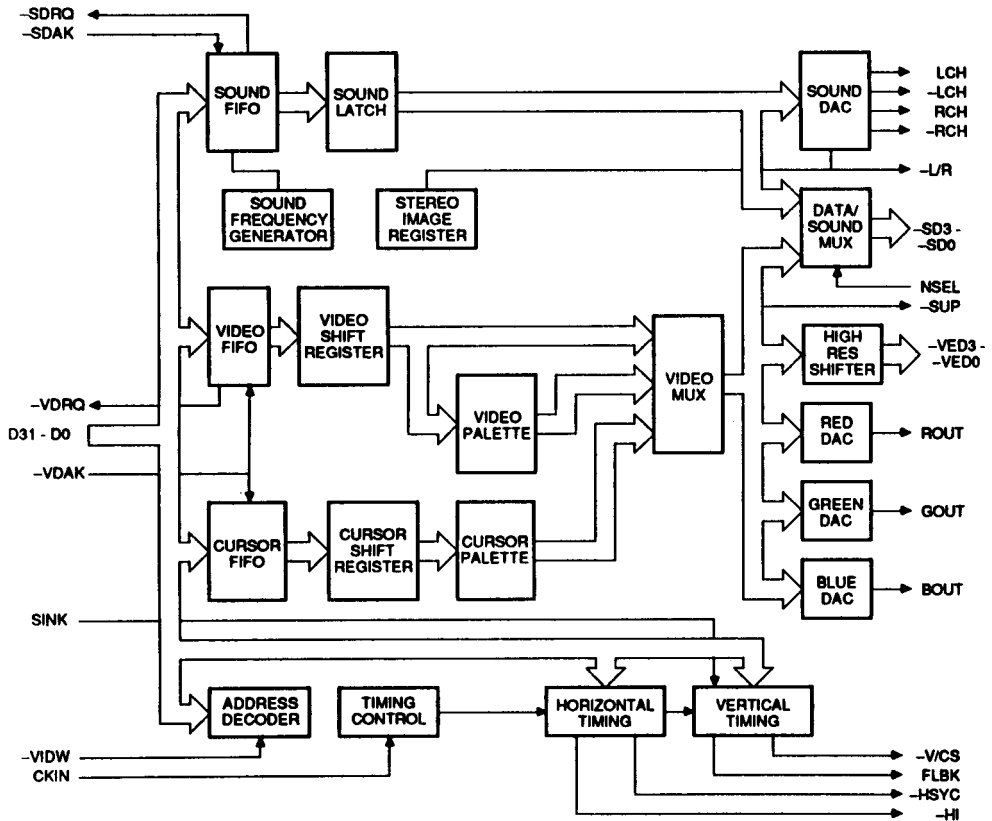 –SDRQ
–SDAK
SOUND
FIFO
SOUND
LATCH
SOUND
DAC
LCH
–LCH
RCH
–RCH
–L/R
SOUND
FREQUENCY
GENERATOR
STEREO
IMAGE
REGISTER
DATA/
SOUND
MUX
–SD3 -
–SD0
NSEL
–SUP
VIDEO
FIFO
VIDEO
SHIFT
REGISTER
VIDEO
PALETTE
VIDEO
MUX
HIGH
RES
SHIFTER
–VED3 -
–VED0
–VDRQ
D31 - D0
–VDAK
RED
DAC
ROUT
CURSOR
FIFO
CURSOR
SHIFT
REGISTER
CURSOR
PALETTE
GREEN
DAC
GOUT
BLUE
DAC
BOUT
SINK
ADDRESS
DECODER
TIMING
CONTROL
HORIZONTAL
TIMING
VERTICAL
TIMING
–VIDW
CKIN
–V/CS
FLBK
–HSYC
–HI